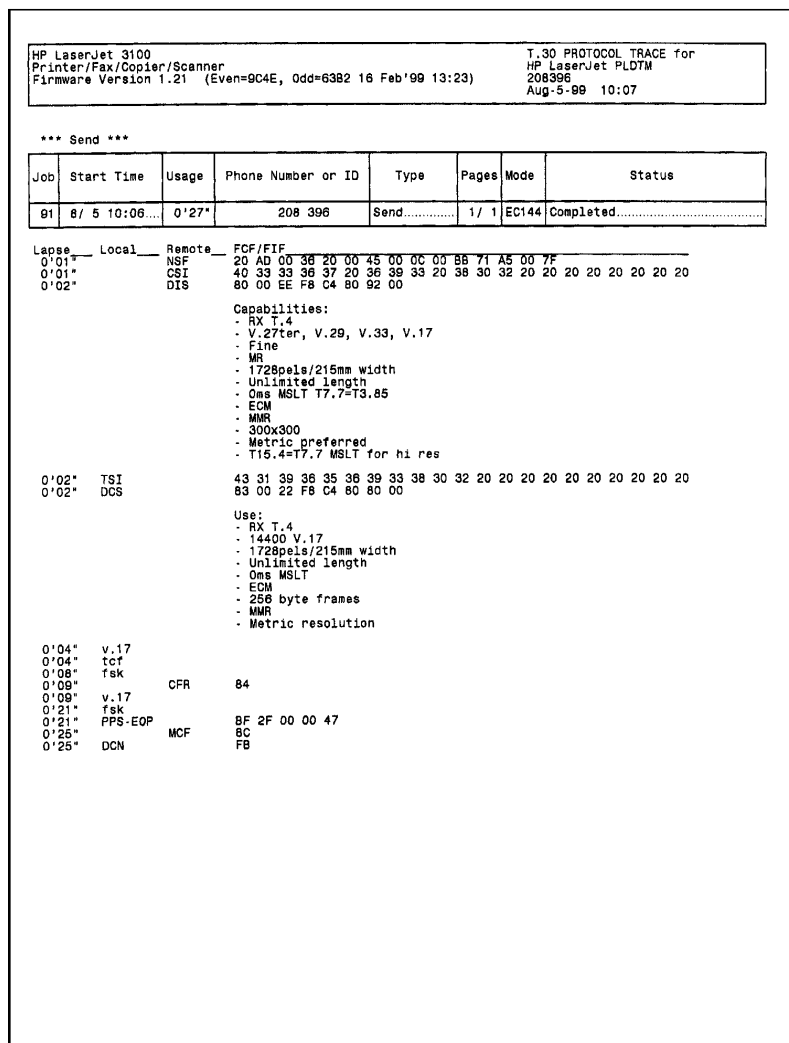 HP LaserJet 3100
Printer/Fax/Copier/Scanner
Firmware Version 1.21 (Even=9C4E, Odd=63B2 16 Feb'99 13:23)
T.30 PROTOCOL TRACE for
HP LaserJet PLDTM
208396
Aug-5-99 10:07
*** Send ***
Job Start Time Usage Phone Number or ID Type Pages Mode Status
91 8/ 5 10:06.... 0'27" 208 396 Send............. 1/ 1 EC144 Completed.....................................
Lapse___ Local___ Remote__ FCF/FIF
0'01" NSF 20 AD 00 36 20 00 45 00 0C 00 BB 71 A5 00 7F
0'01" CSI 40 33 33 36 37 20 36 39 33 20 38 30 32 20 20 20 20 20 20 20 20
0'02" DIS 80 00 EE F8 C4 80 92 00
Capabilities:
- RX T.4
- V.27ter, V.29, V.33, V.17
- Fine
- MR
- 1728pels/215mm width
- Unlimited length
- 0ms MSLT T7.7=T3.85
- ECM
- MMR
- 300x300
- Metric preferred
- T15.4=T7.7 MSLT for hi res
0'02" TSI 43 31 39 36 35 36 39 33 38 30 32 20 20 20 20 20 20 20 20 20 20
0'02" DCS 83 00 22 F8 C4 80 80 00
Use:
- RX T.4
- 14400 V.17
- 1728pels/215mm width
- Unlimited length
- 0ms MSLT
- ECM
- 256 byte frames
- MMR
- Metric resolution
0'04" v.17
0'04" tcf
0'08" fsk
0'09" CFR 84
0'09" v.17
0'21" fsk
0'21" PPS-EOP BF 2F 00 00 47
0'25" MCF 8C
0'25" DCN FB